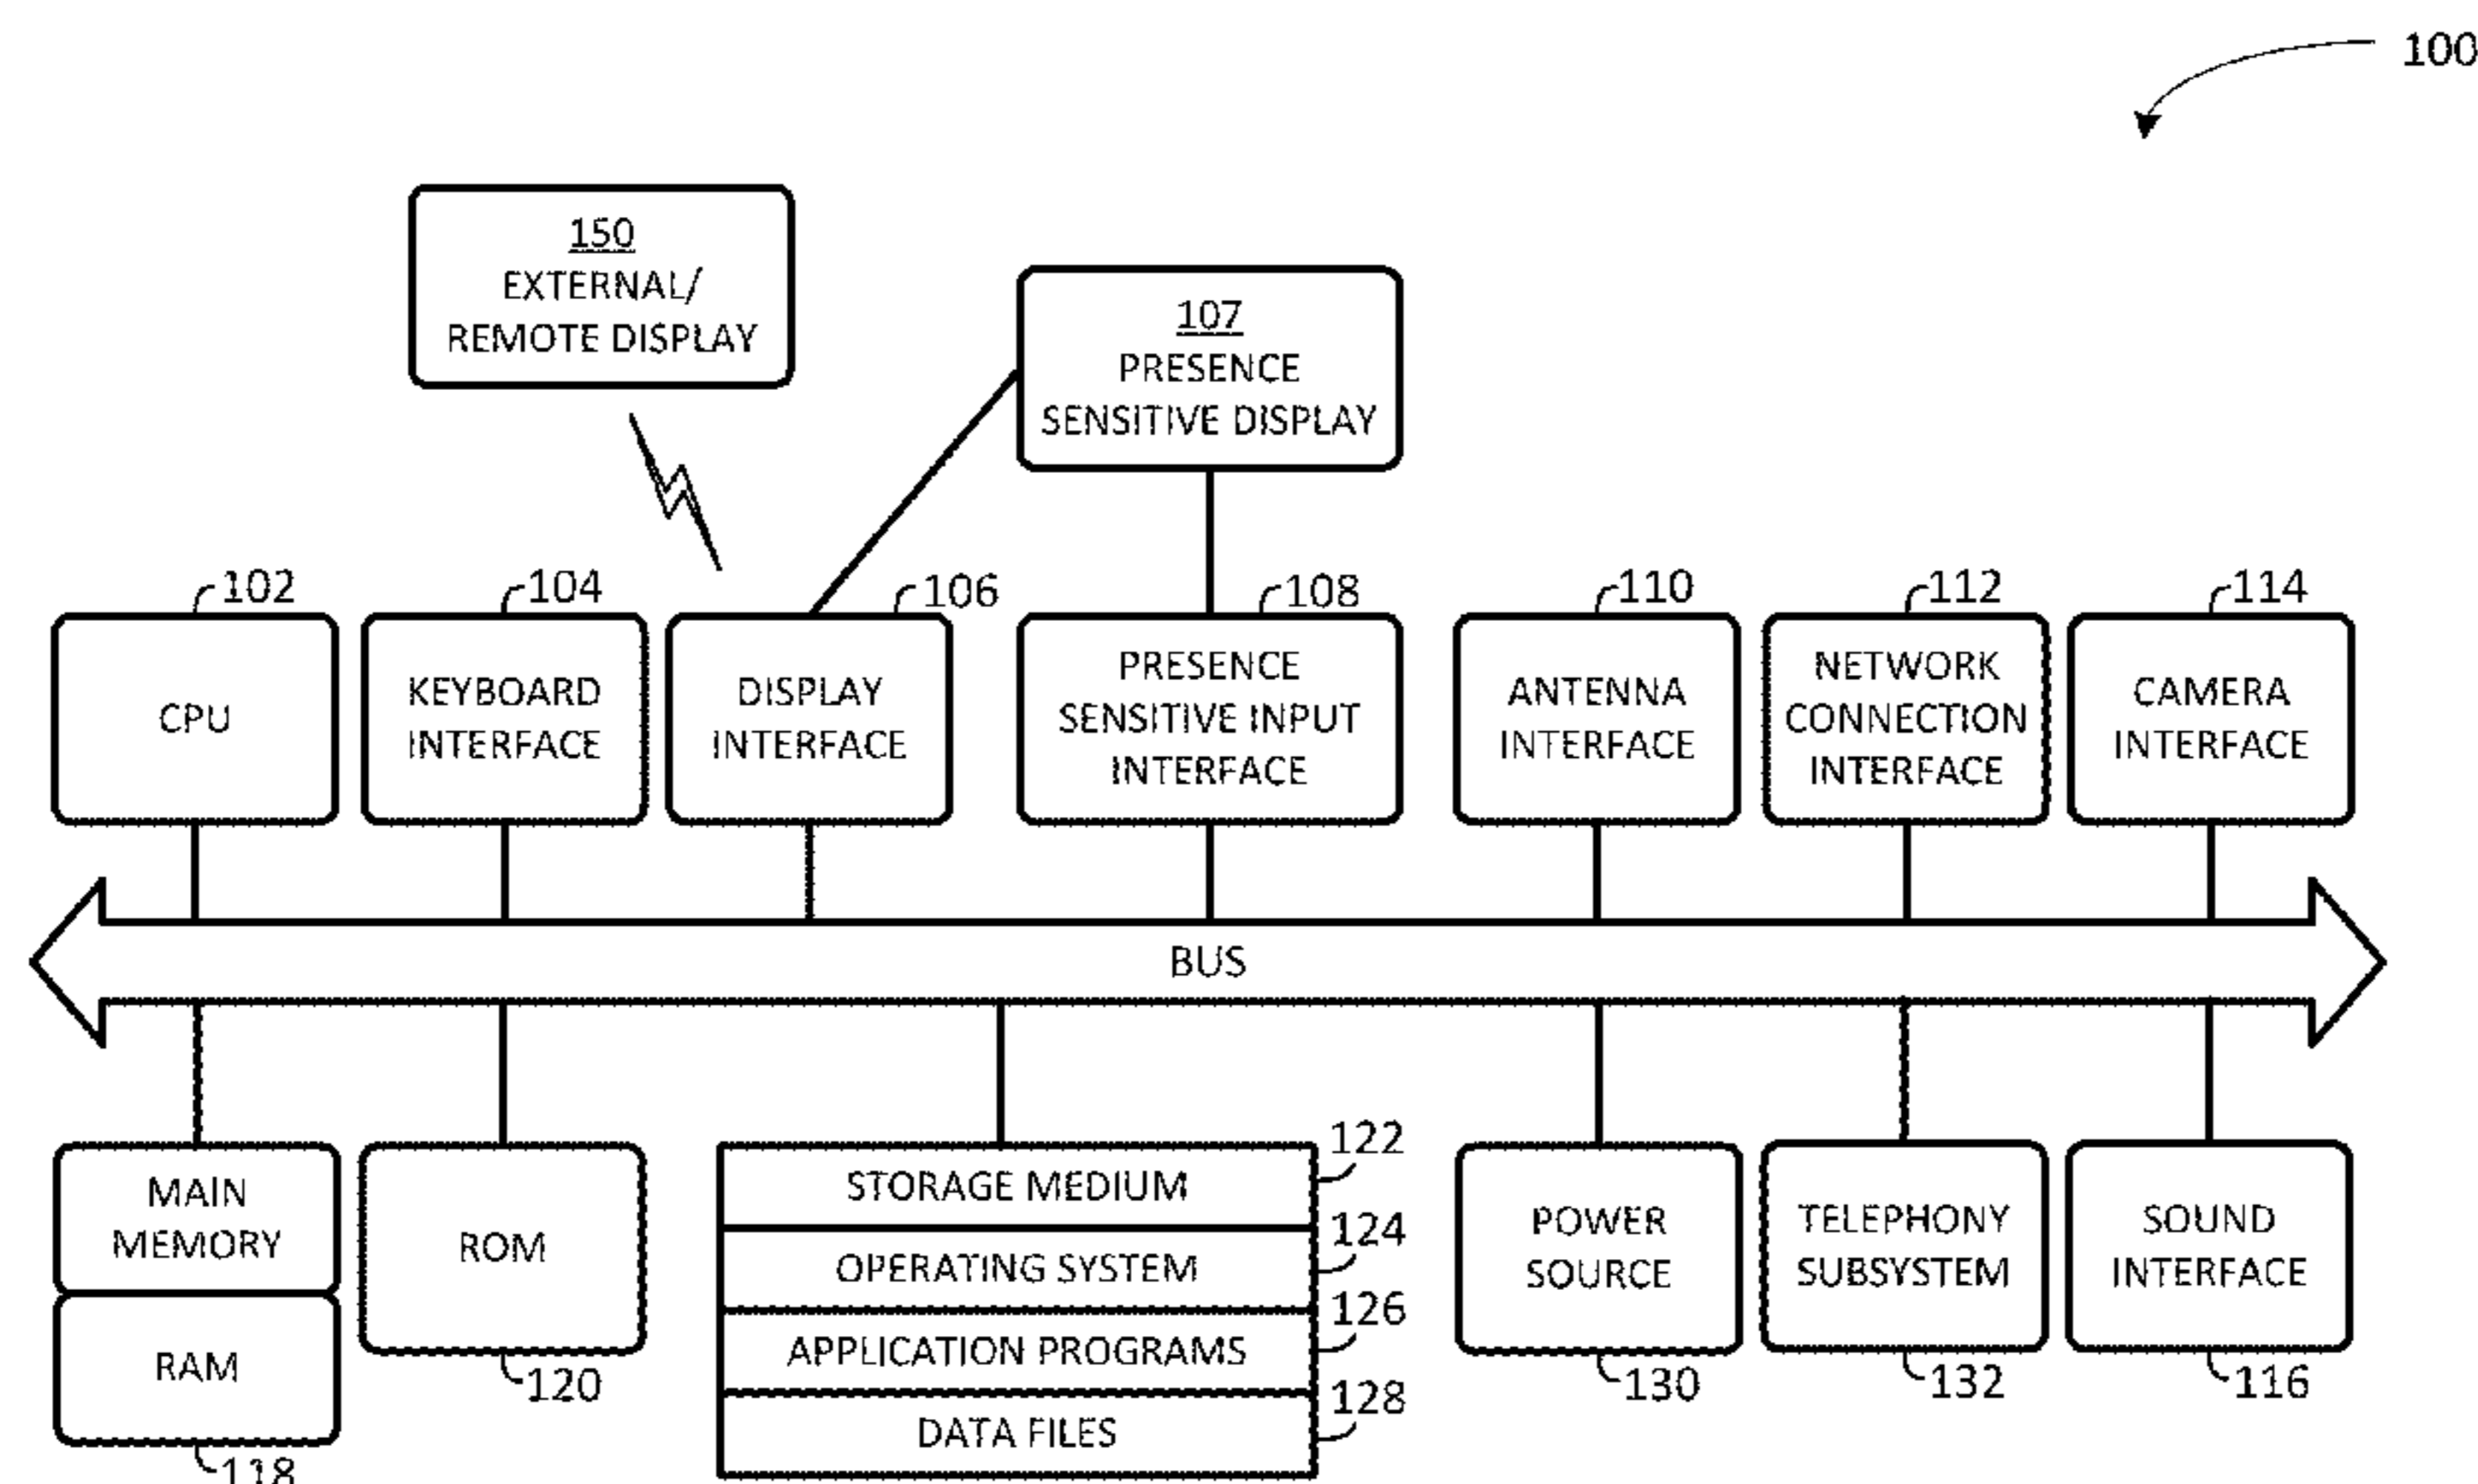 100
150
EXTERNAL/
REMOTE DISPLAY
107
PRESENCE
SENSITIVE DISPLAY
102
104
106
108
110
112
114
CPU
KEYBOARD
INTERFACE
DISPLAY
INTERFACE
PRESENCE
SENSITIVE INPUT
INTERFACE
ANTENNA
INTERFACE
NETWORK
CONNECTION
INTERFACE
CAMERA
INTERFACE
BUS
MAIN
MEMORY
RAM
118
ROM
120
STORAGE MEDIUM
122
OPERATING SYSTEM
124
APPLICATION PROGRAMS
126
DATA FILES
128
POWER
SOURCE
130
TELEPHONY
SUBSYSTEM
132
SOUND
INTERFACE
116